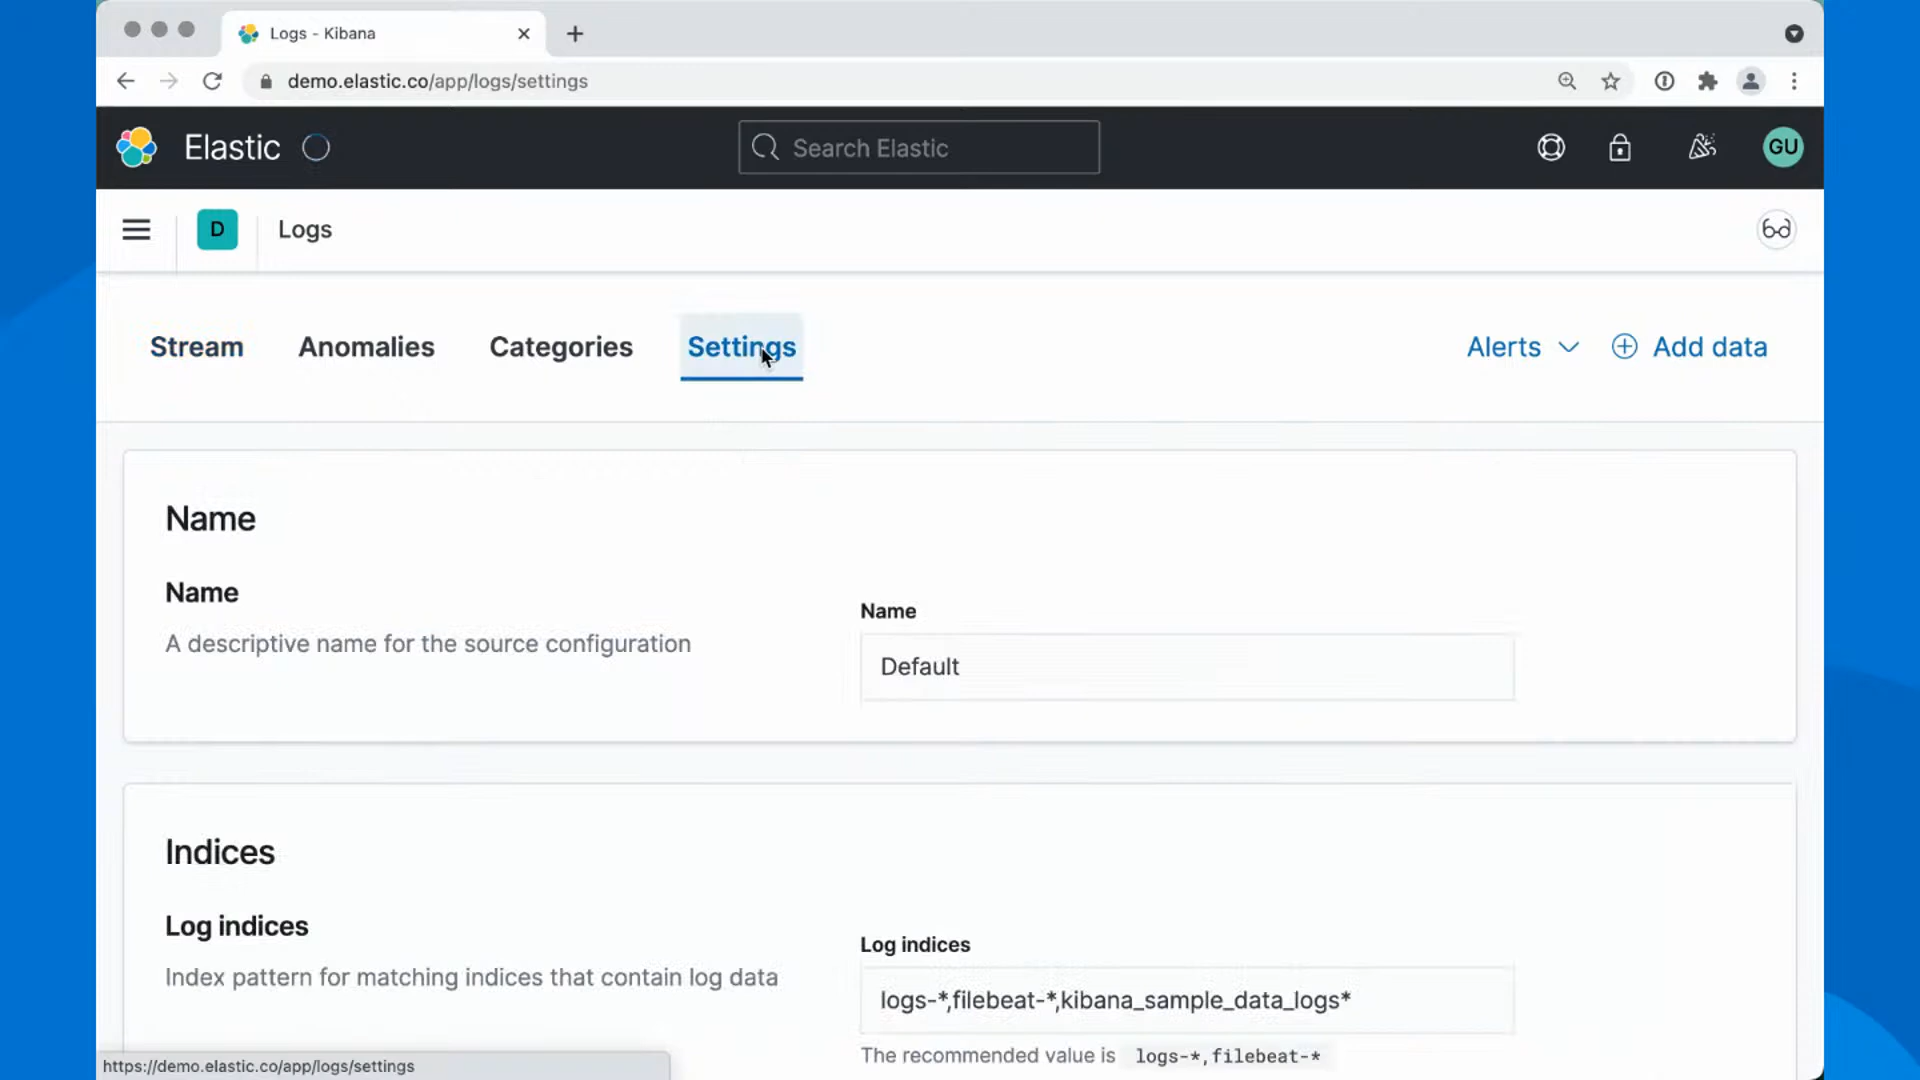 Logs - Kibana
demo.elastic.co/app/logs/settings
Elastic
Search Elastic
GU
D
Logs
Stream
Anomalies
Categories
Settings
Alerts
Add data
Name
Name
A descriptive name for the source configuration
Name
Default
Indices
Log indices
Index pattern for matching indices that contain log data
Log indices
logs-*,filebeat-*,kibana_sample_data_logs*
The recommended value is logs-*,filebeat-*
https://demo.elastic.co/app/logs/settings